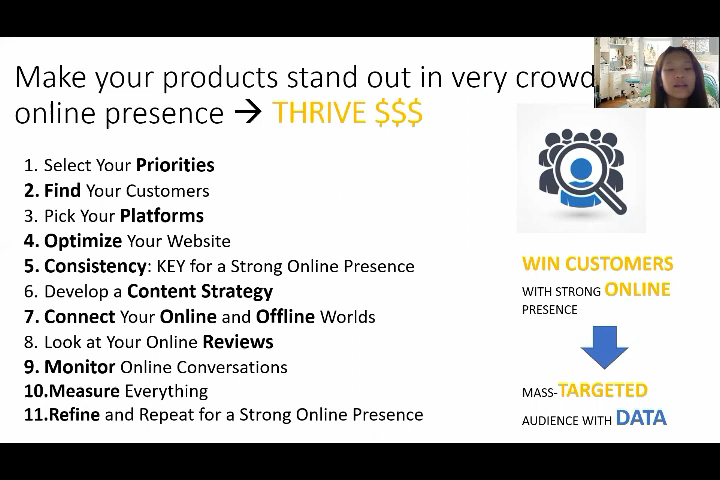 Make your products stand out in very crowd
online presence → THRIVE $$$
1. Select Your Priorities
2. Find Your Customers
3. Pick Your Platforms
4. Optimize Your Website
5. Consistency: KEY for a Strong Online Presence
6. Develop a Content Strategy
7. Connect Your Online and Offline Worlds
8. Look at Your Online Reviews
9. Monitor Online Conversations
10.Measure Everything
11.Refine and Repeat for a Strong Online Presence
WIN CUSTOMERS
WITH STRONG ONLINE
PRESENCE
MASS-TARGETED
AUDIENCE WITH DATA